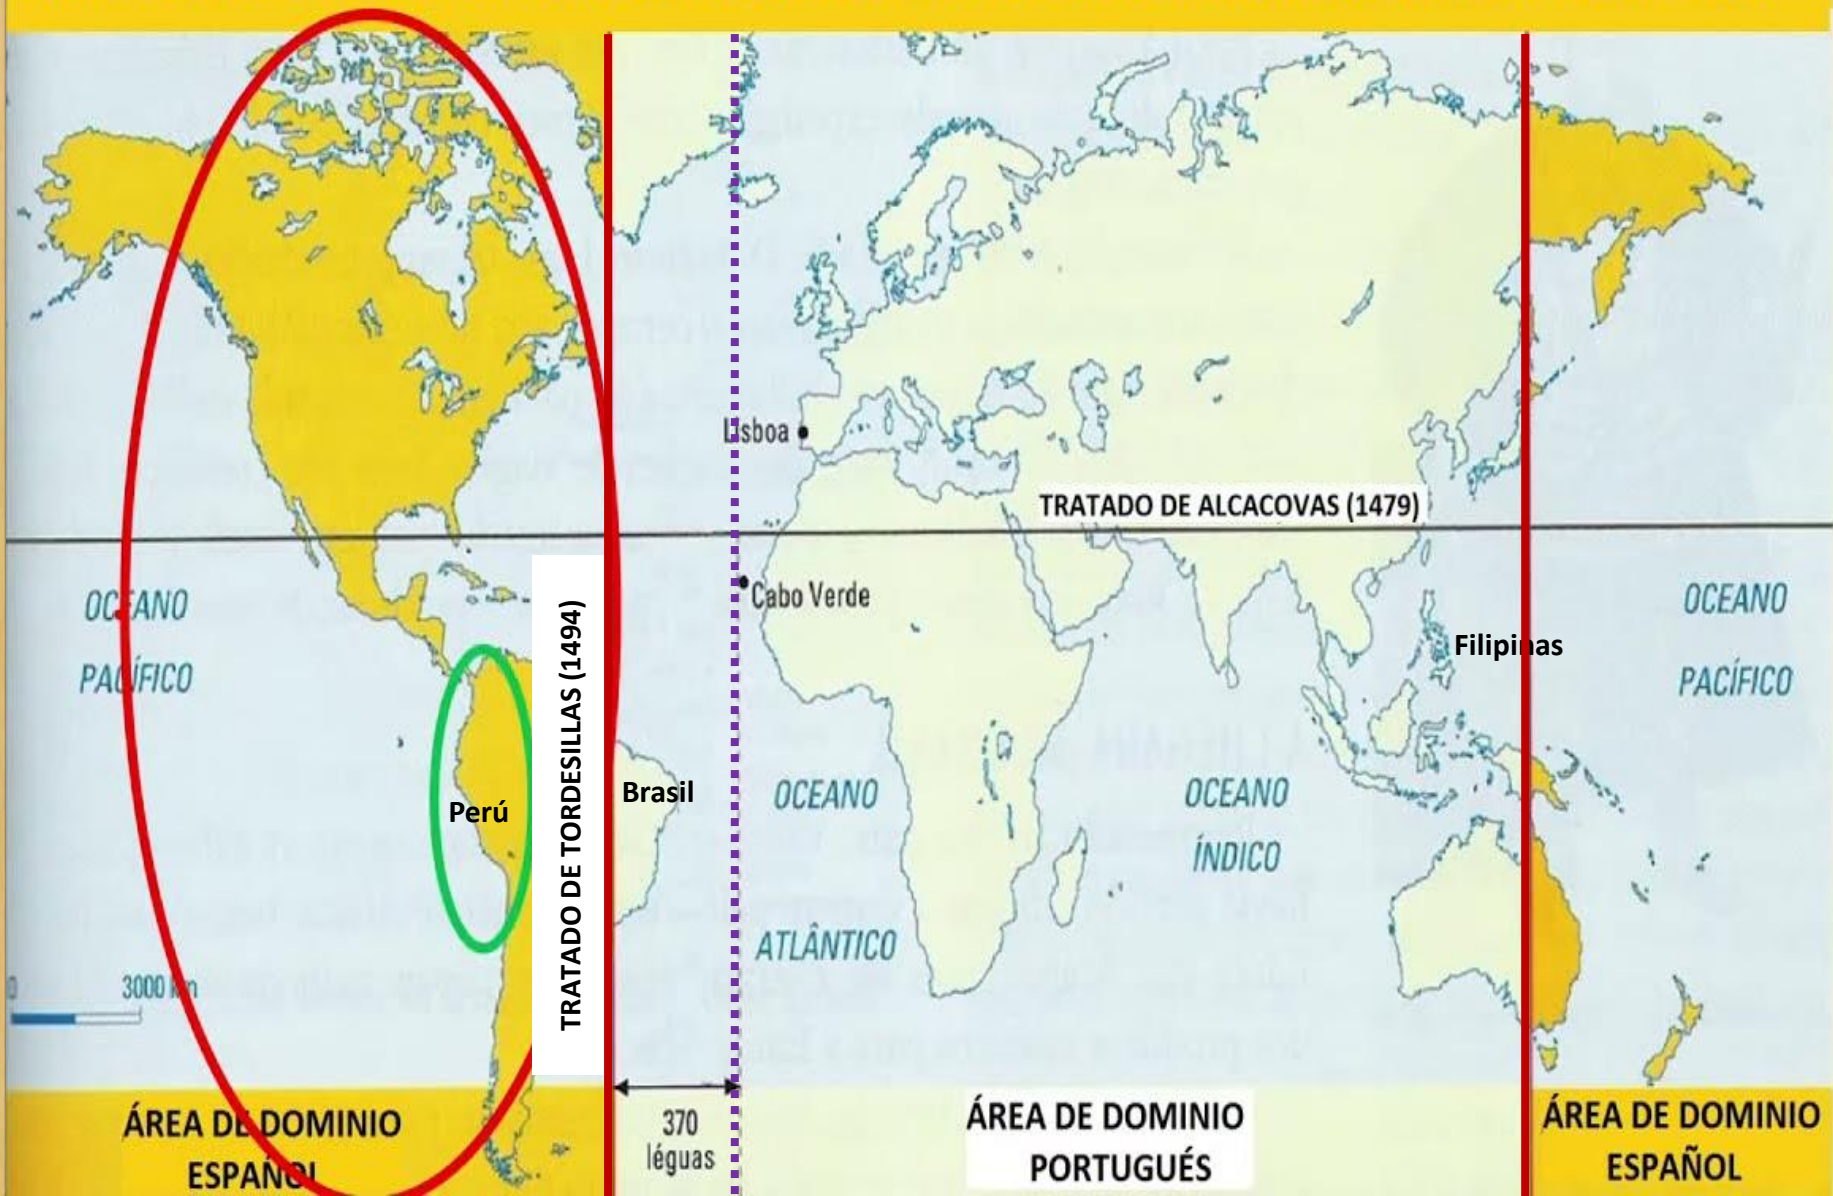 Lisboa
TRATADO DE ALCACOVAS (1479)
Cabo Verde
OCEANO
PACÍFICO
TRATADO DE TORDESILLAS (1494)
Filipinas
OCEANO
PACÍFICO
Perú
Brasil
OCEANO
ATLÂNTICO
OCEANO
ÍNDICO
3000 km
370
léguas
ÁREA DE DOMINIO
ESPAÑOL
ÁREA DE DOMINIO
PORTUGUÉS
ÁREA DE DOMINIO
ESPAÑOL